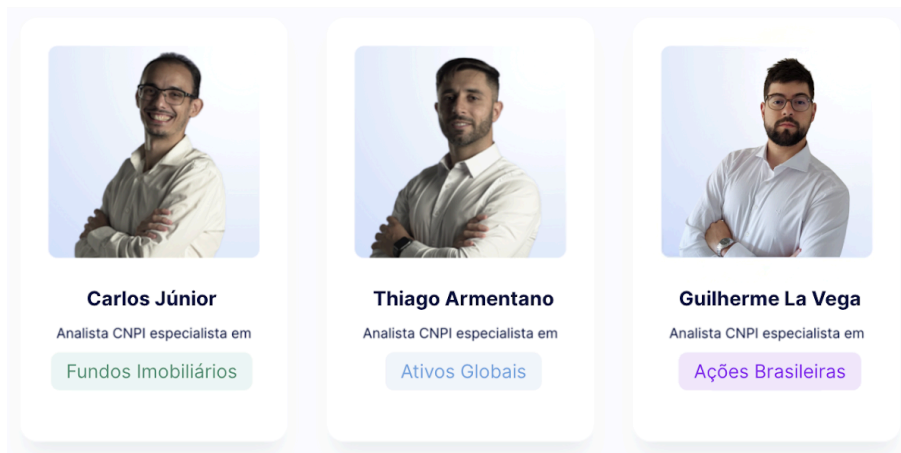 Carlos Júnior
Analista CNPI especialista em
Fundos Imobiliários
Thiago Armentano
Analista CNPI especialista em
Ativos Globais
Guilherme La Vega
Analista CNPI especialista em
Ações Brasileiras